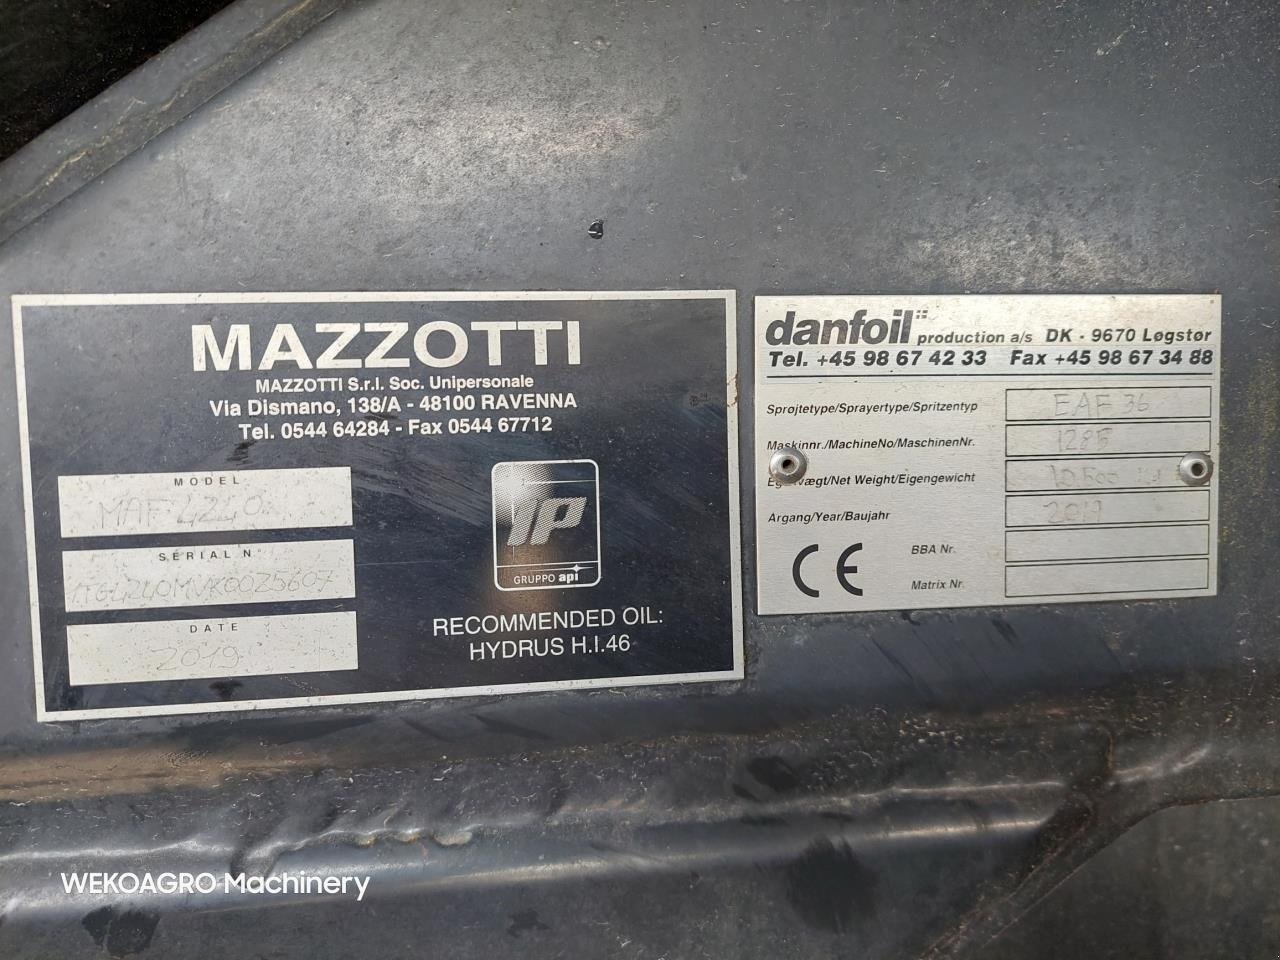 MAZZOTTI
MAZZOTTI S.r.l. Soc. Unipersonale
Via Dismano, 138/A - 48100 RAVENNA
Tel. 0544 64284 - Fax 0544 67712
MODEL
MAF 4240
SERIAL N°
DATE
2019
IP
GRUPPO api
RECOMMENDED OIL:
HYDRUS H.I.46
danfoil production a/s DK - 9670 Løgstør
Tel. +45 98 67 42 33 Fax +45 98 67 34 88
Sprøjtetype/Sprayertype/Spritzentyp EAF 36
Maskinnr./MachineNo/MaschinenNr. 1285
/Net Weight/Eigengewicht 10.500
Argang/Year/Baujahr 2019
CE
BBA Nr.
Matrix Nr.
WEKOAGRO Machinery